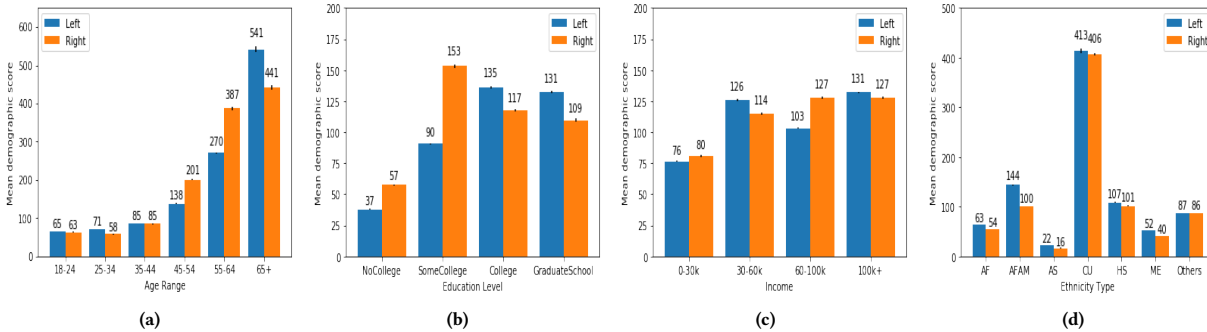 Mean demographic score
600
500
400
300
200
100
0
Left
Right
65
63
71
58
85
85
138
201
270
387
541
441
18-24
25-34
35-44
45-54
55-64
65+
Age Range
(a)
Mean demographic score
200
175
150
125
100
75
50
25
0
Left
Right
37
57
90
153
135
117
131
109
NoCollege
SomeCollege
College
GraduateSchool
Education Level
(b)
Mean demographic score
200
175
150
125
100
75
50
25
0
Left
Right
76
80
126
114
103
127
131
127
0-30k
30-60k
60-100k
100k+
Income
(c)
Mean demographic score
500
400
300
200
100
0
Left
Right
63
54
144
100
22
16
413
406
107
101
52
40
87
86
AF
AFAM
AS
CU
HS
ME
Others
Ethnicity Type
(d)